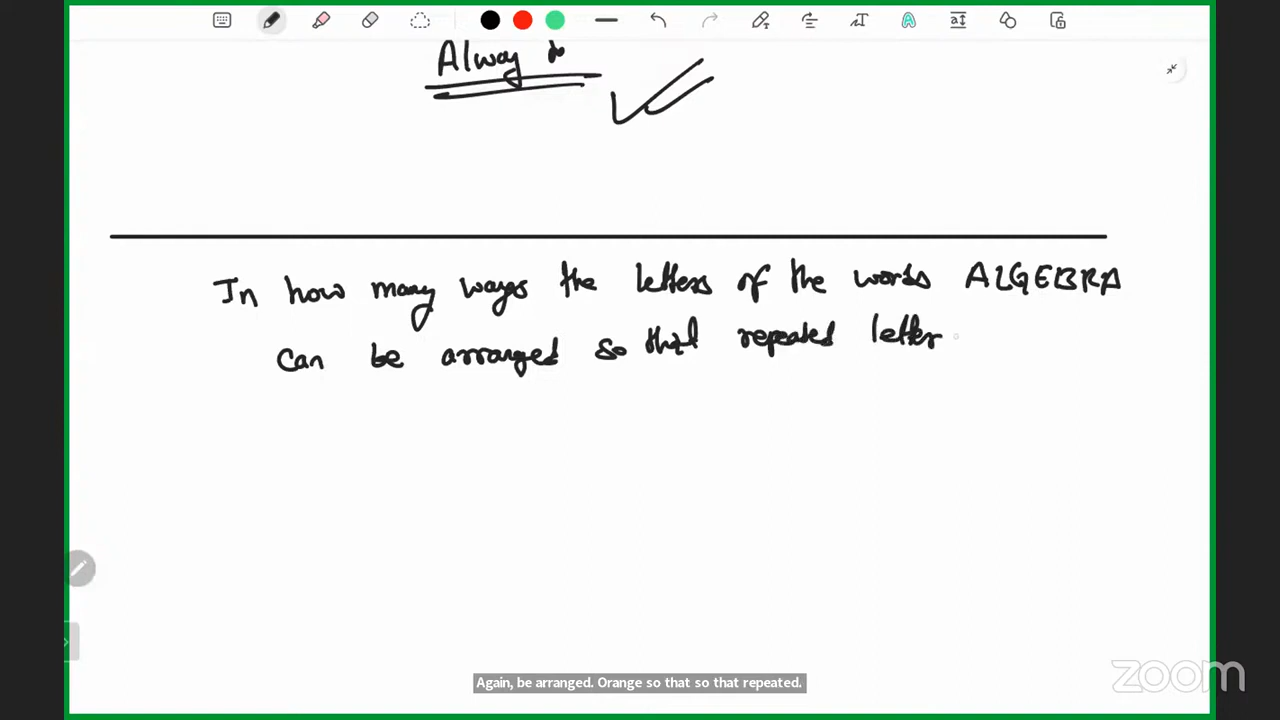 Alway
In how many ways the letters of the words ALGEBRA
can be arranged so that repeated letter
Again, be arranged. Orange so that so that repeated.
zoom